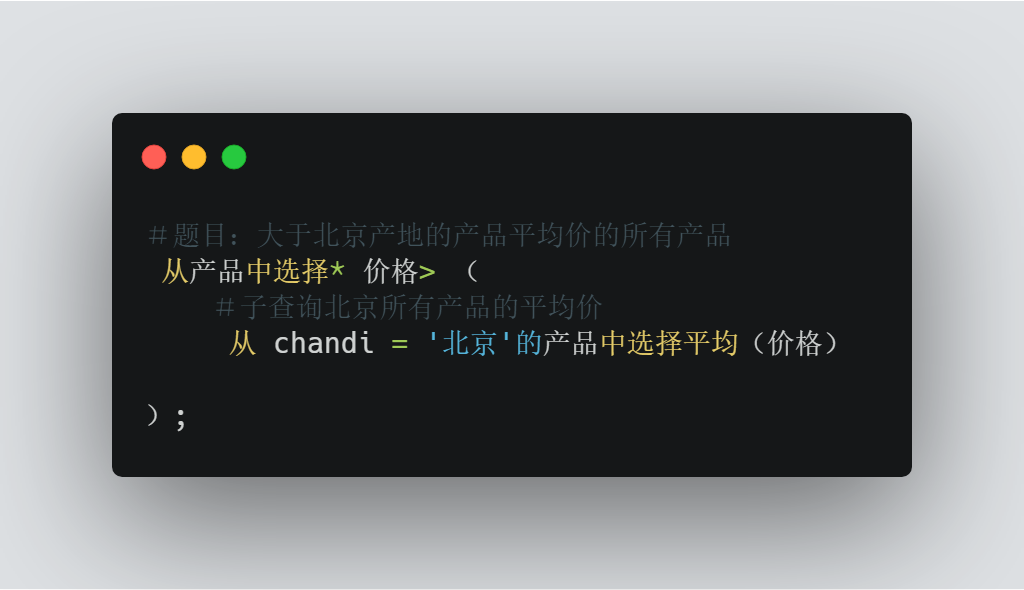 ＃题目：大于北京产地的产品平均价的所有产品
从产品中选择* 价格> （
＃子查询北京所有产品的平均价
从 chandi = '北京'的产品中选择平均（价格）
）;